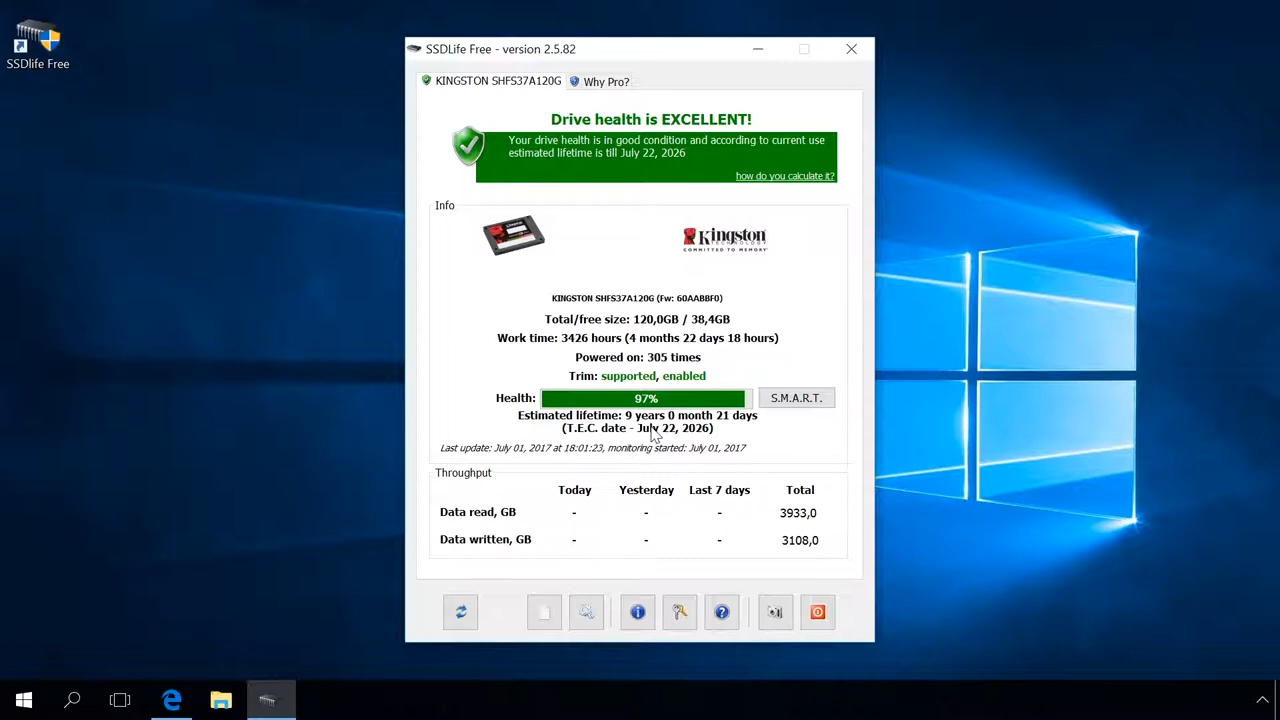 SSDlife Free
SSDLife Free - version 2.5.82
KINGSTON SHFS37A120G
Why Pro?
Drive health is EXCELLENT!
Your drive health is in good condition and according to current use
estimated lifetime is till July 22, 2026
how do you calculate it?
Info
Kingston
TECHNOLOGY
COMMITTED TO MEMORY
KINGSTON SHFS37A120G (Fw: 60AABBF0)
Total/free size: 120,0GB / 38,4GB
Work time: 3426 hours (4 months 22 days 18 hours)
Powered on: 305 times
Trim: supported, enabled
Health: 97% S.M.A.R.T.
Estimated lifetime: 9 years 0 month 21 days
(T.E.C. date - July 22, 2026)
Last update: July 01, 2017 at 18:01:23, monitoring started: July 01, 2017
Throughput
Today Yesterday Last 7 days Total
Data read, GB - - - 3933,0
Data written, GB - - - 3108,0